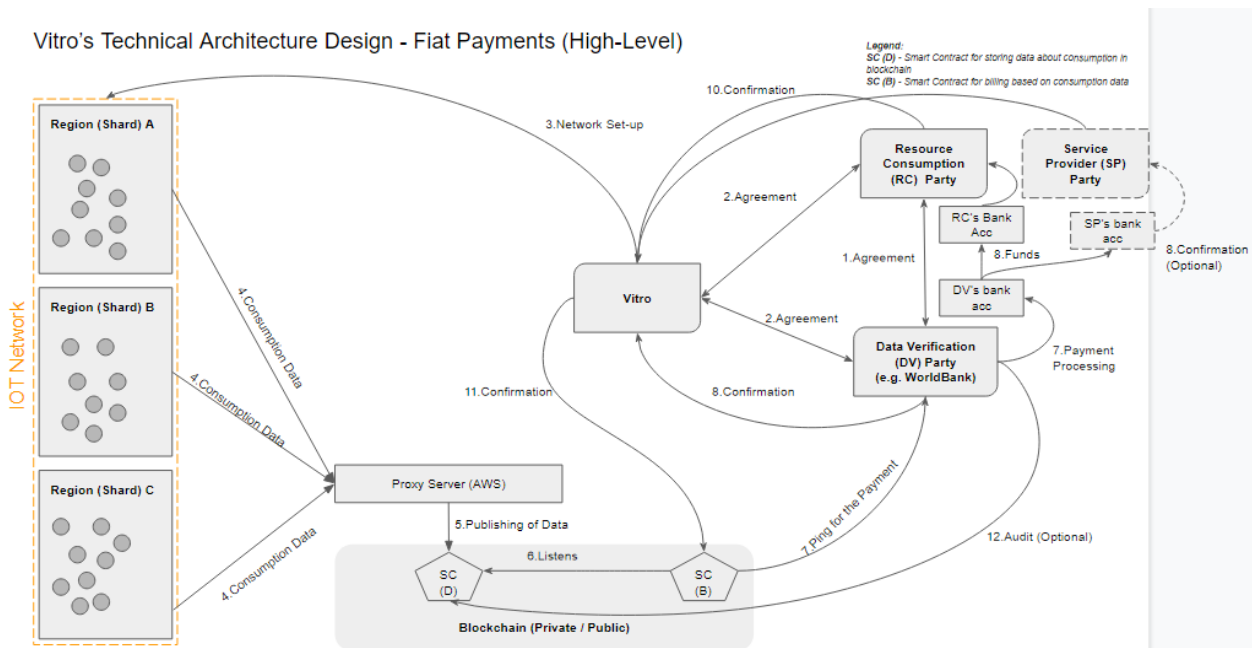 Vitro's Technical Architecture Design - Fiat Payments (High-Level)
Legend:
SC (D) - Smart Contract for storing data about consumption in
blockchain
SC (B) - Smart Contract for billing based on consumption data
IOT Network
Region (Shard) A
Region (Shard) B
Region (Shard) C
3.Network Set-up
10.Confirmation
Resource
Consumption
(RC) Party
Service
Provider (SP)
Party
2.Agreement
RC's Bank
Acc
SP's bank
acc
1.Agreement
8.Funds
8.Confirmation
(Optional)
DV's bank
acc
Vitro
2.Agreement
Data Verification
(DV) Party
(e.g. WorldBank)
7.Payment
Processing
4.Consumption Data
4.Consumption Data
4.Consumption Data
11.Confirmation
8.Confirmation
Proxy Server (AWS)
5.Publishing of Data
7.Ping for the Payment
12.Audit (Optional)
6.Listens
SC
(D)
SC
(B)
Blockchain (Private / Public)